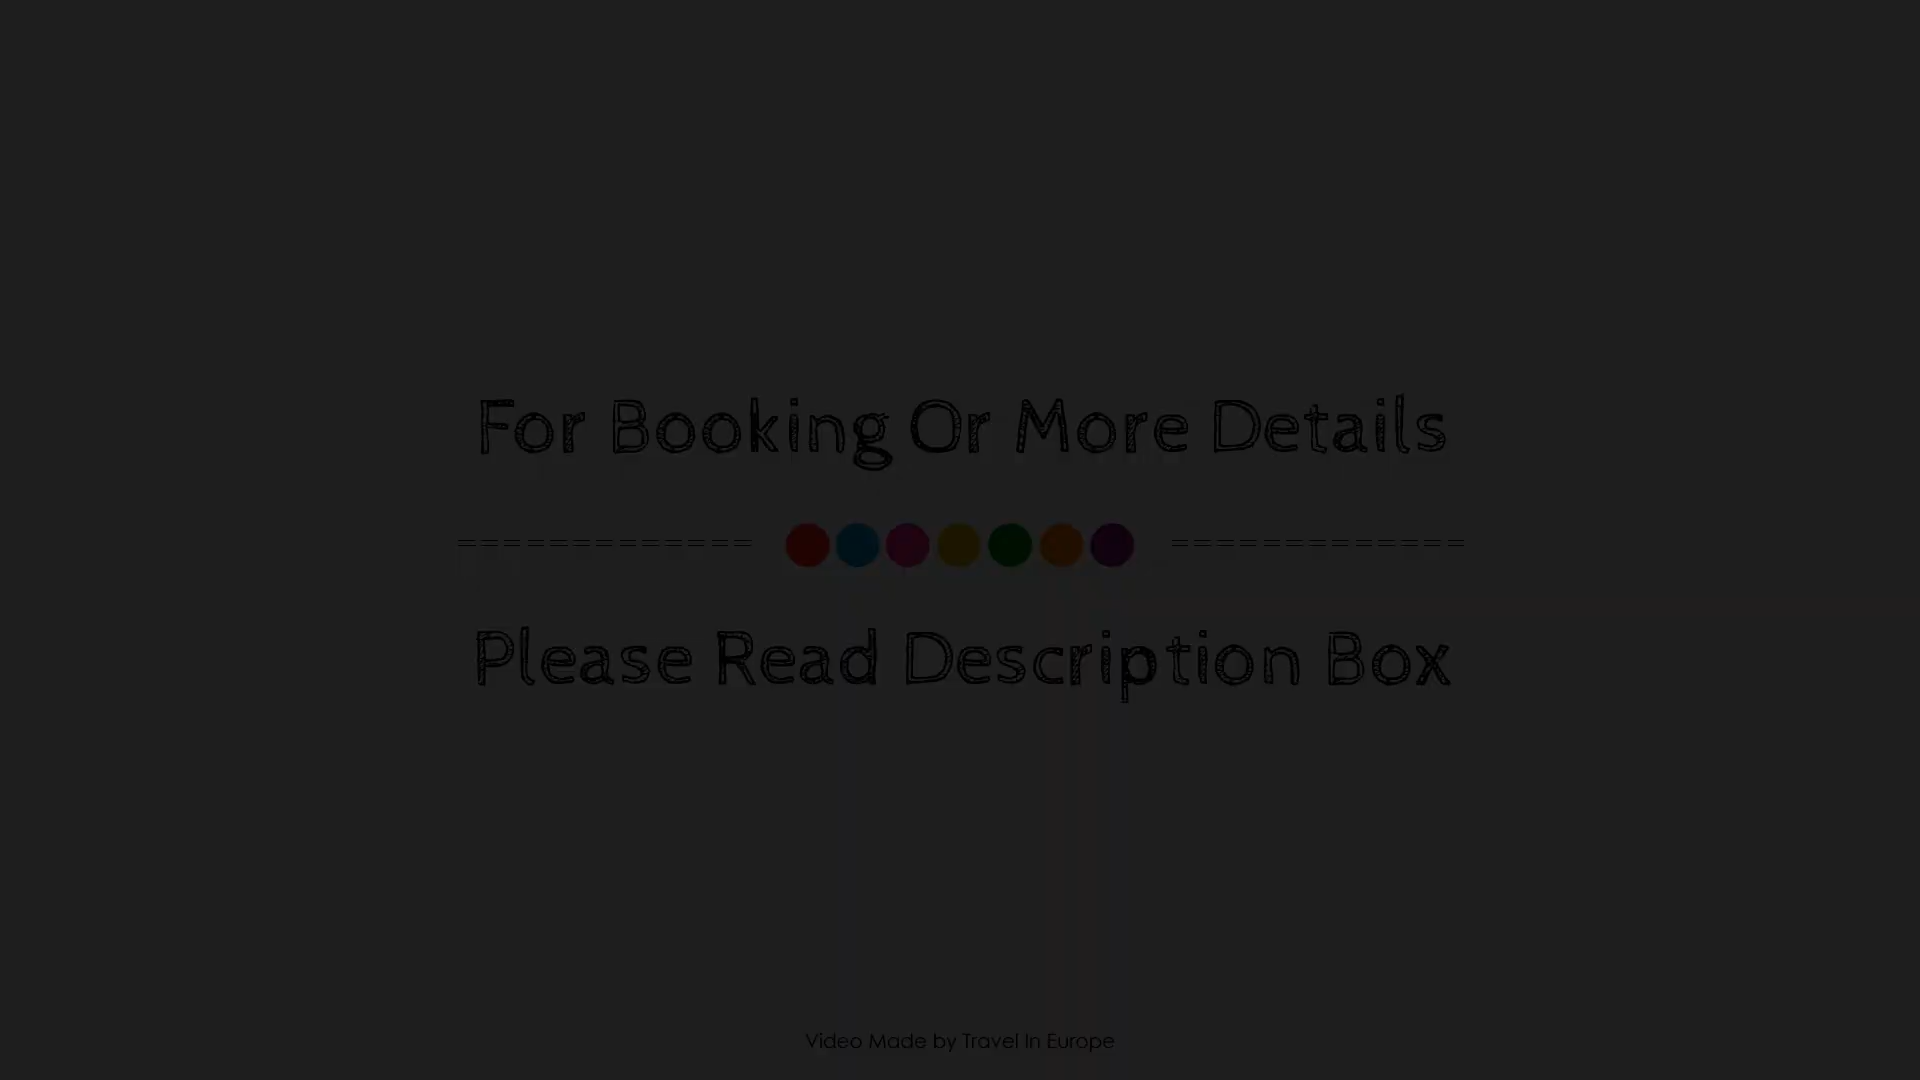 For Booking Or More Details
============= =============
Please Read Description Box
Video Made by Travel In Europe